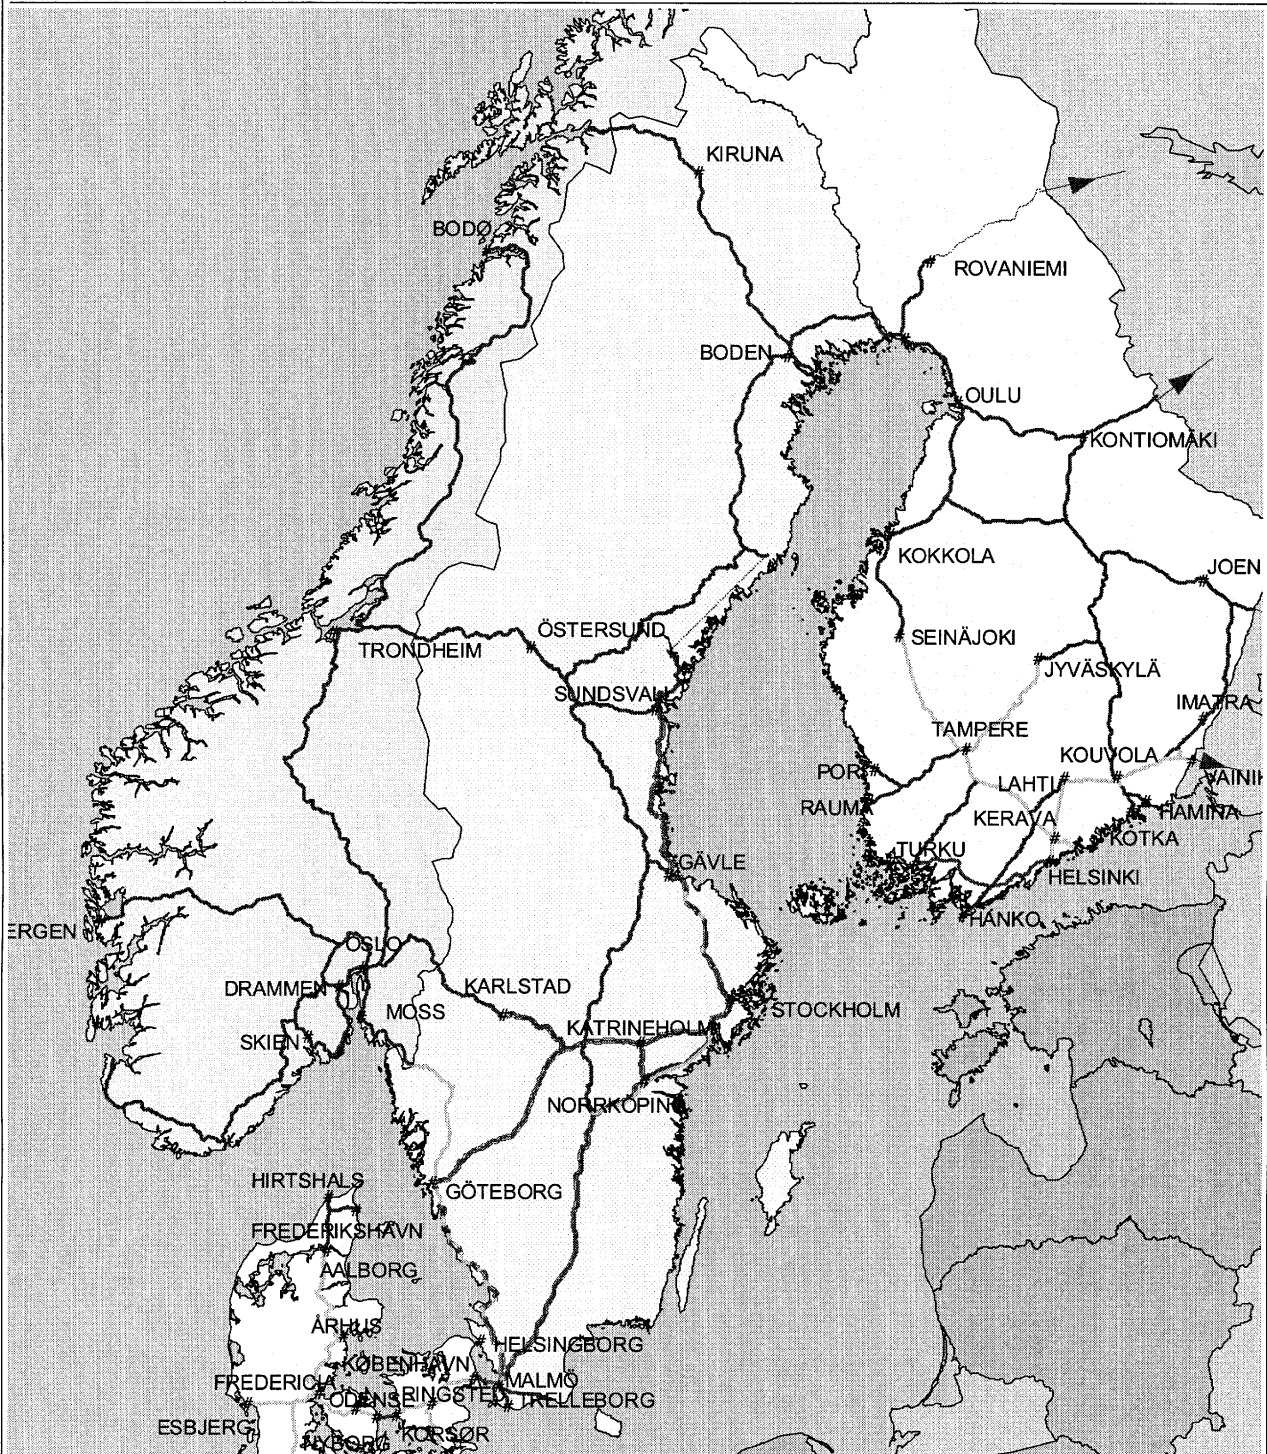 KIRUNA
BODØ
ROVANIEMI
BODEN
OULU
KONTIOMÄKI
KOKKOLA
JOEN
ÖSTERSUND
SEINÄJOKI
TRONDHEIM
JYVÄSKYLÄ
SUNDSVALL
IMATRA
TAMPERE
KOUVOLA
PORI
LAHTI
VAINIK
RAUMA
HAMINA
KERAVA
KOTKA
TURKU
GÄVLE
HELSINKI
HANKO
ERGEN
OSLO
DRAMMEN
KARLSTAD
MOSS
STOCKHOLM
KATRINEHOLM
SKIEN
NORRKÖPING
HIRTSHALS
GÖTEBORG
FREDERIKSHAVN
AALBORG
ÅRHUS
HELSINGBORG
KØBENHAVN
FREDERICIA
MALMÖ
ODENSE
RINGSTED
TRELLEBORG
ESBJERG
KORSØR
NYBORG